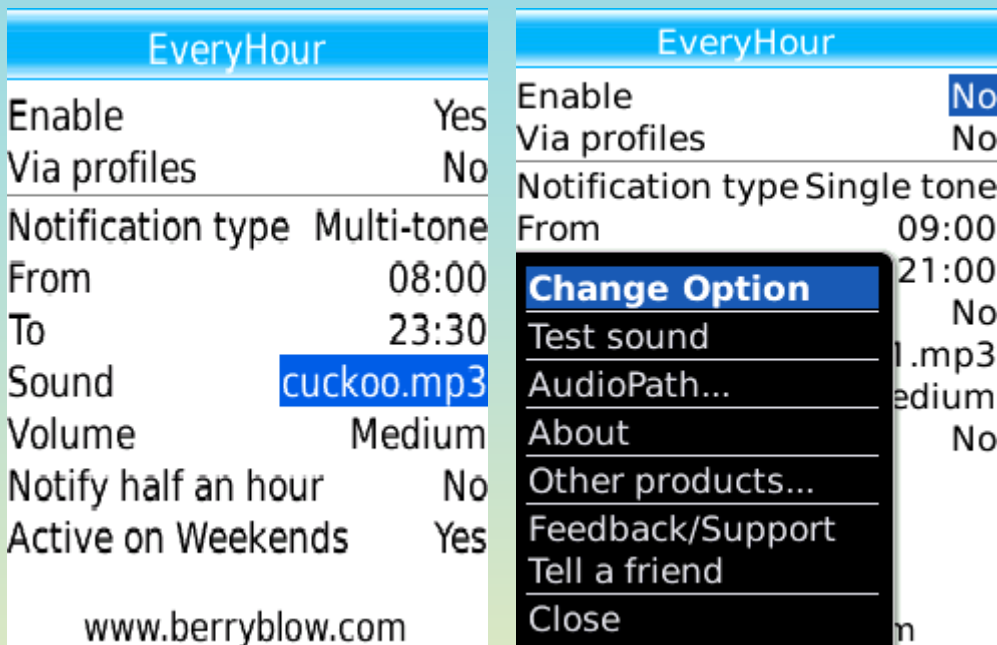 EveryHour
Enable Yes
Via profiles No
Notification type Multi-tone
From 08:00
To 23:30
Sound cuckoo.mp3
Volume Medium
Notify half an hour No
Active on Weekends Yes
www.berryblow.com
EveryHour
Enable No
Via profiles No
Notification type Single tone
From 09:00
21:00
Change Option
No
Test sound
1.mp3
AudioPath...
edium
About
No
Other products...
Feedback/Support
Tell a friend
Close
m